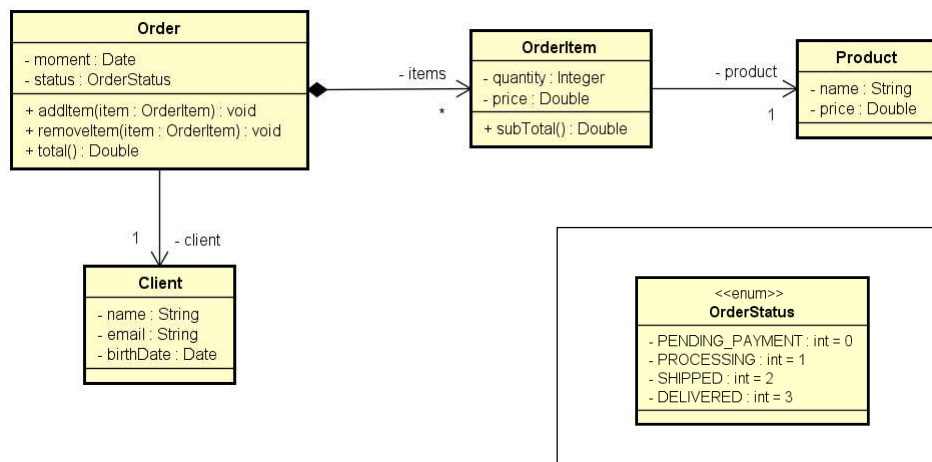 Order
- moment : Date
- status : OrderStatus
+ addItem(item : OrderItem) : void
+ removeItem(item : OrderItem) : void
+ total() : Double
- items
*
OrderItem
- quantity : Integer
- price : Double
+ subTotal() : Double
- product
1
Product
- name : String
- price : Double
1
- client
Client
- name : String
- email : String
- birthDate : Date
<<enum>>
OrderStatus
- PENDING_PAYMENT : int = 0
- PROCESSING : int = 1
- SHIPPED : int = 2
- DELIVERED : int = 3